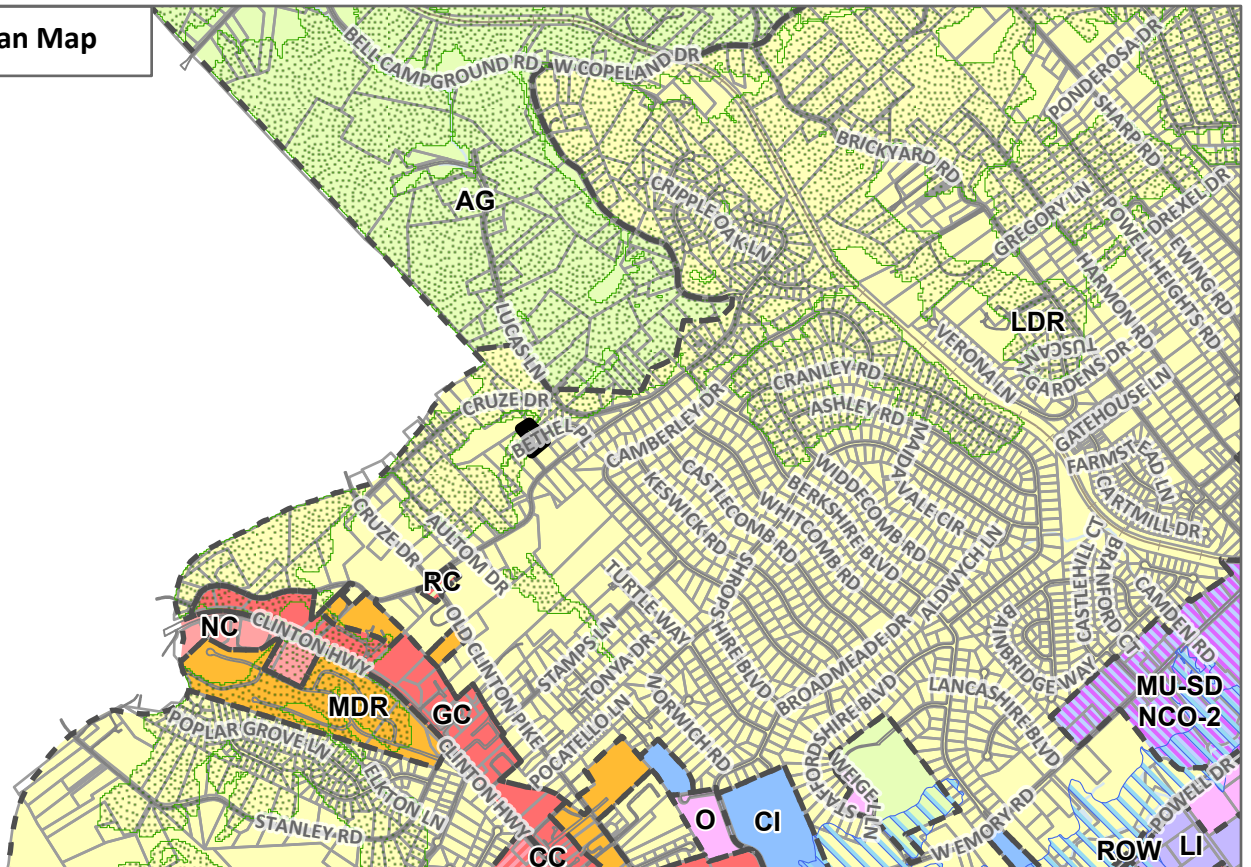 an Map
BELL CAMPGROUND RD
W COPELAND DR
PONDEROSA DR
SHARP RD
BRICKYARD RD
AG
CRIPPLE OAK LN
GREGORY LN
DREXEL DR
POWELL HEIGHTS RD
EWING RD
HARMON RD
LUCAS LN
LDR
VERONA LN
TUSCANY GARDENS DR
CRANLEY RD
GATEHOUSE LN
CRUZE DR
ASHLEY RD
BETHEL PL
CAMBERLEY DR
MAIDA VALE CIR
FARMSTEAD LN
WIDDECOMB RD
CARTMILL DR
BERKSHIRE BLVD
CASTLECOMB RD
WHITCOMB RD
KESWICK RD
CRUZE DR
AULTOM DR
ALDWYCH LN
CASTLETHELL CT
BRANFORD CT
CAMDEN RD
RC
TURTLE WAY
SHROPSHIRE BLVD
STAMPS LN
TONYA DR
OLD CLINTON PIKE
BAINBRIDGE WAY
NC
CLINTON HWY
BROADMEADE DR
LANCASHIRE BLVD
MU-SD
NCO-2
MDR
GC
NORWICH RD
POCATELLO LN
STAFFORDSHIRE BLVD
POPLAR GROVE LN
CLINTON HWY
ELKTON LN
WEIGEL LN
POWELL DR
STANLEY RD
O
CI
W EMORY RD
CC
ROW
LI